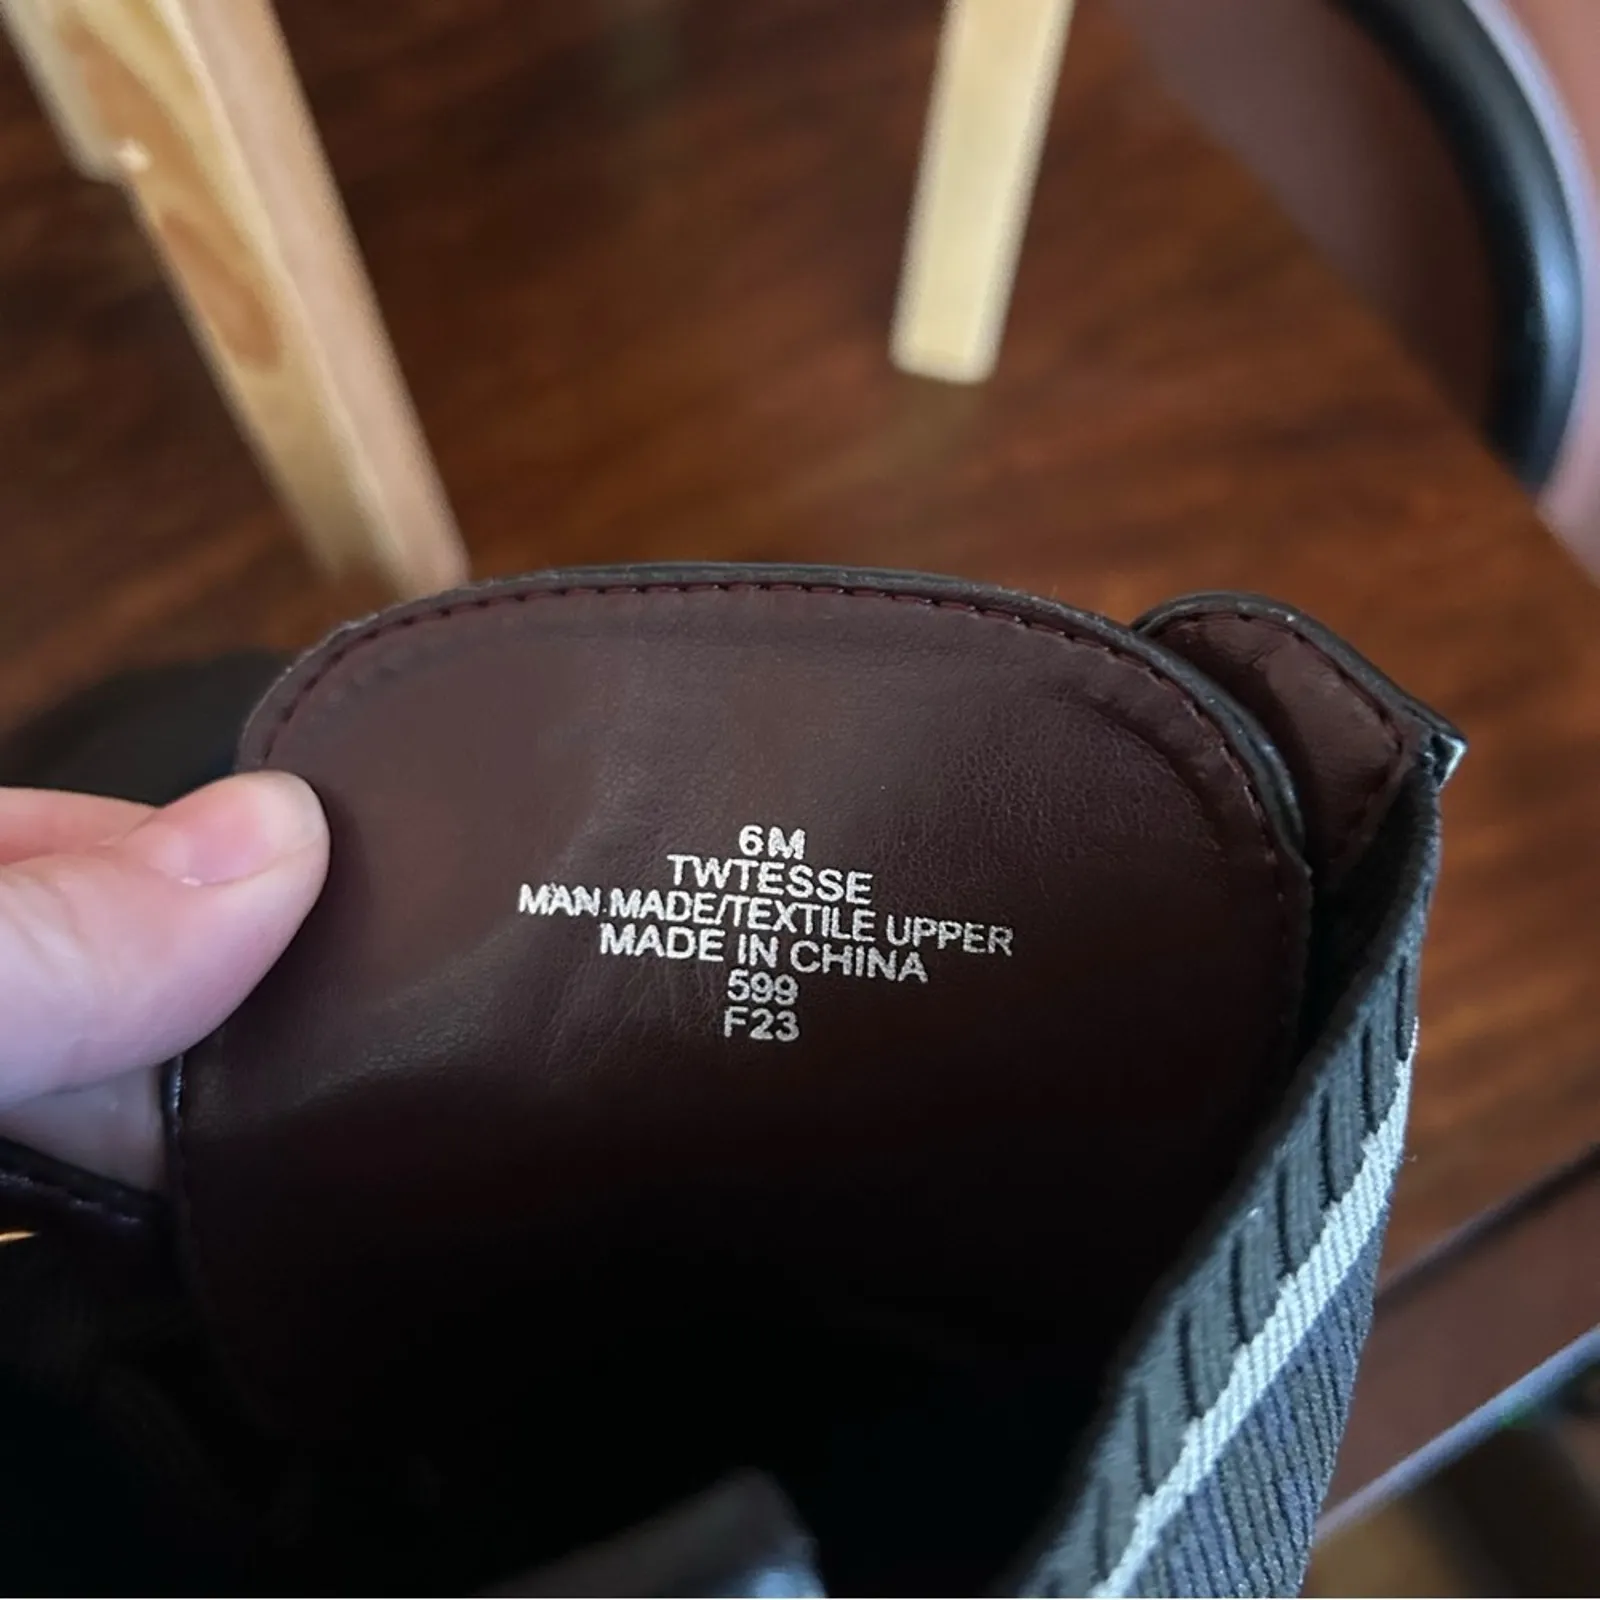 6M
TWTESSE
MAN.MADE/TEXTILE UPPER
MADE IN CHINA
599
F23